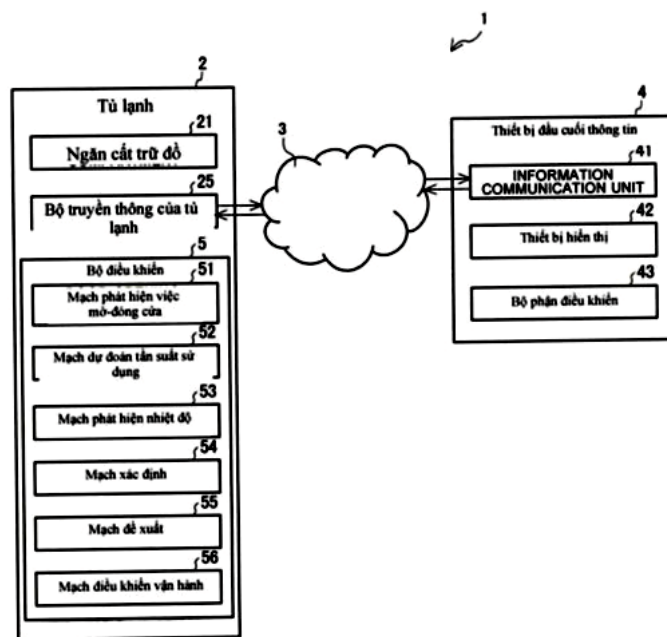 1
2
Tủ lạnh
21
Ngăn cất trữ đồ
25
Bộ truyền thông của tủ
lạnh
5
Bộ điều khiển
51
Mạch phát hiện việc
mở-đóng cửa
52
Mạch dự đoán tần suất sử
dụng
53
Mạch phát hiện nhiệt độ
54
Mạch xác định
55
Mạch đề xuất
56
Mạch điều khiển vận hành
3
4
Thiết bị đầu cuối thông tin
41
INFORMATION
COMMUNICATION UNIT
42
Thiết bị hiển thị
43
Bộ phận điều khiển